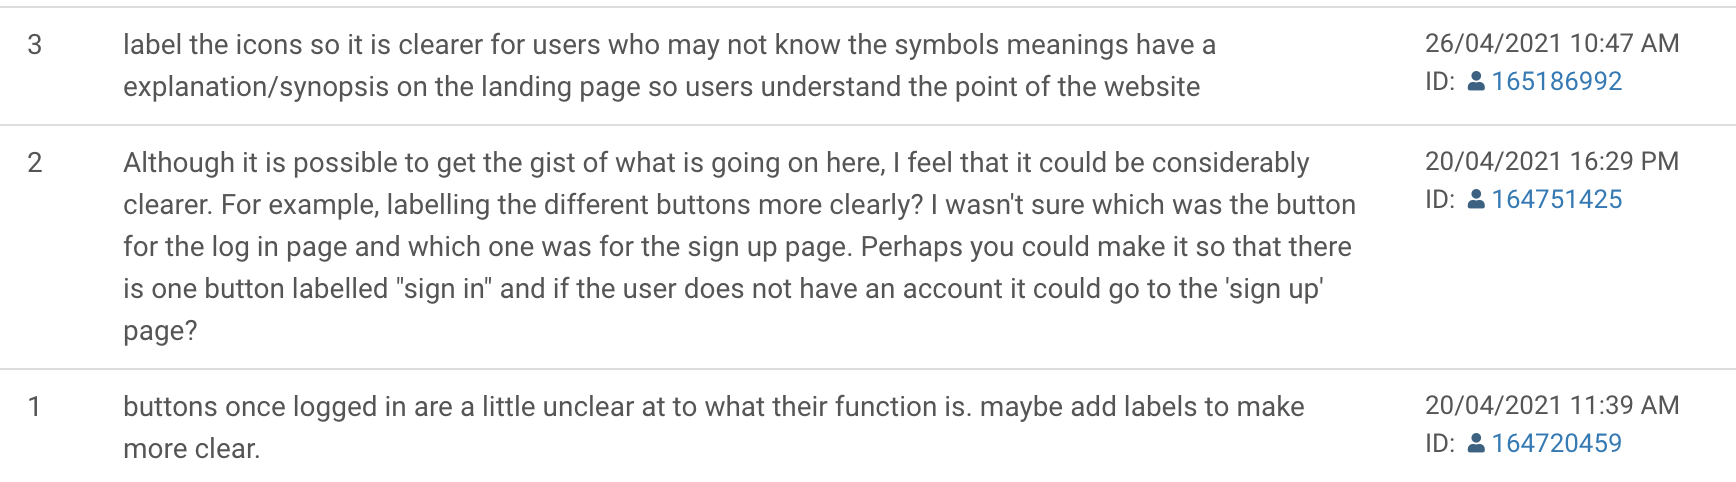 3
label the icons so it is clearer for users who may not know the symbols meanings have a
explanation/synopsis on the landing page so users understand the point of the website
26/04/2021 10:47 AM
ID: 165186992
2
Although it is possible to get the gist of what is going on here, I feel that it could be considerably
clearer. For example, labelling the different buttons more clearly? I wasn't sure which was the button
for the log in page and which one was for the sign up page. Perhaps you could make it so that there
is one button labelled "sign in" and if the user does not have an account it could go to the 'sign up'
page?
20/04/2021 16:29 PM
ID: 164751425
1
buttons once logged in are a little unclear at to what their function is. maybe add labels to make
more clear.
20/04/2021 11:39 AM
ID: 164720459